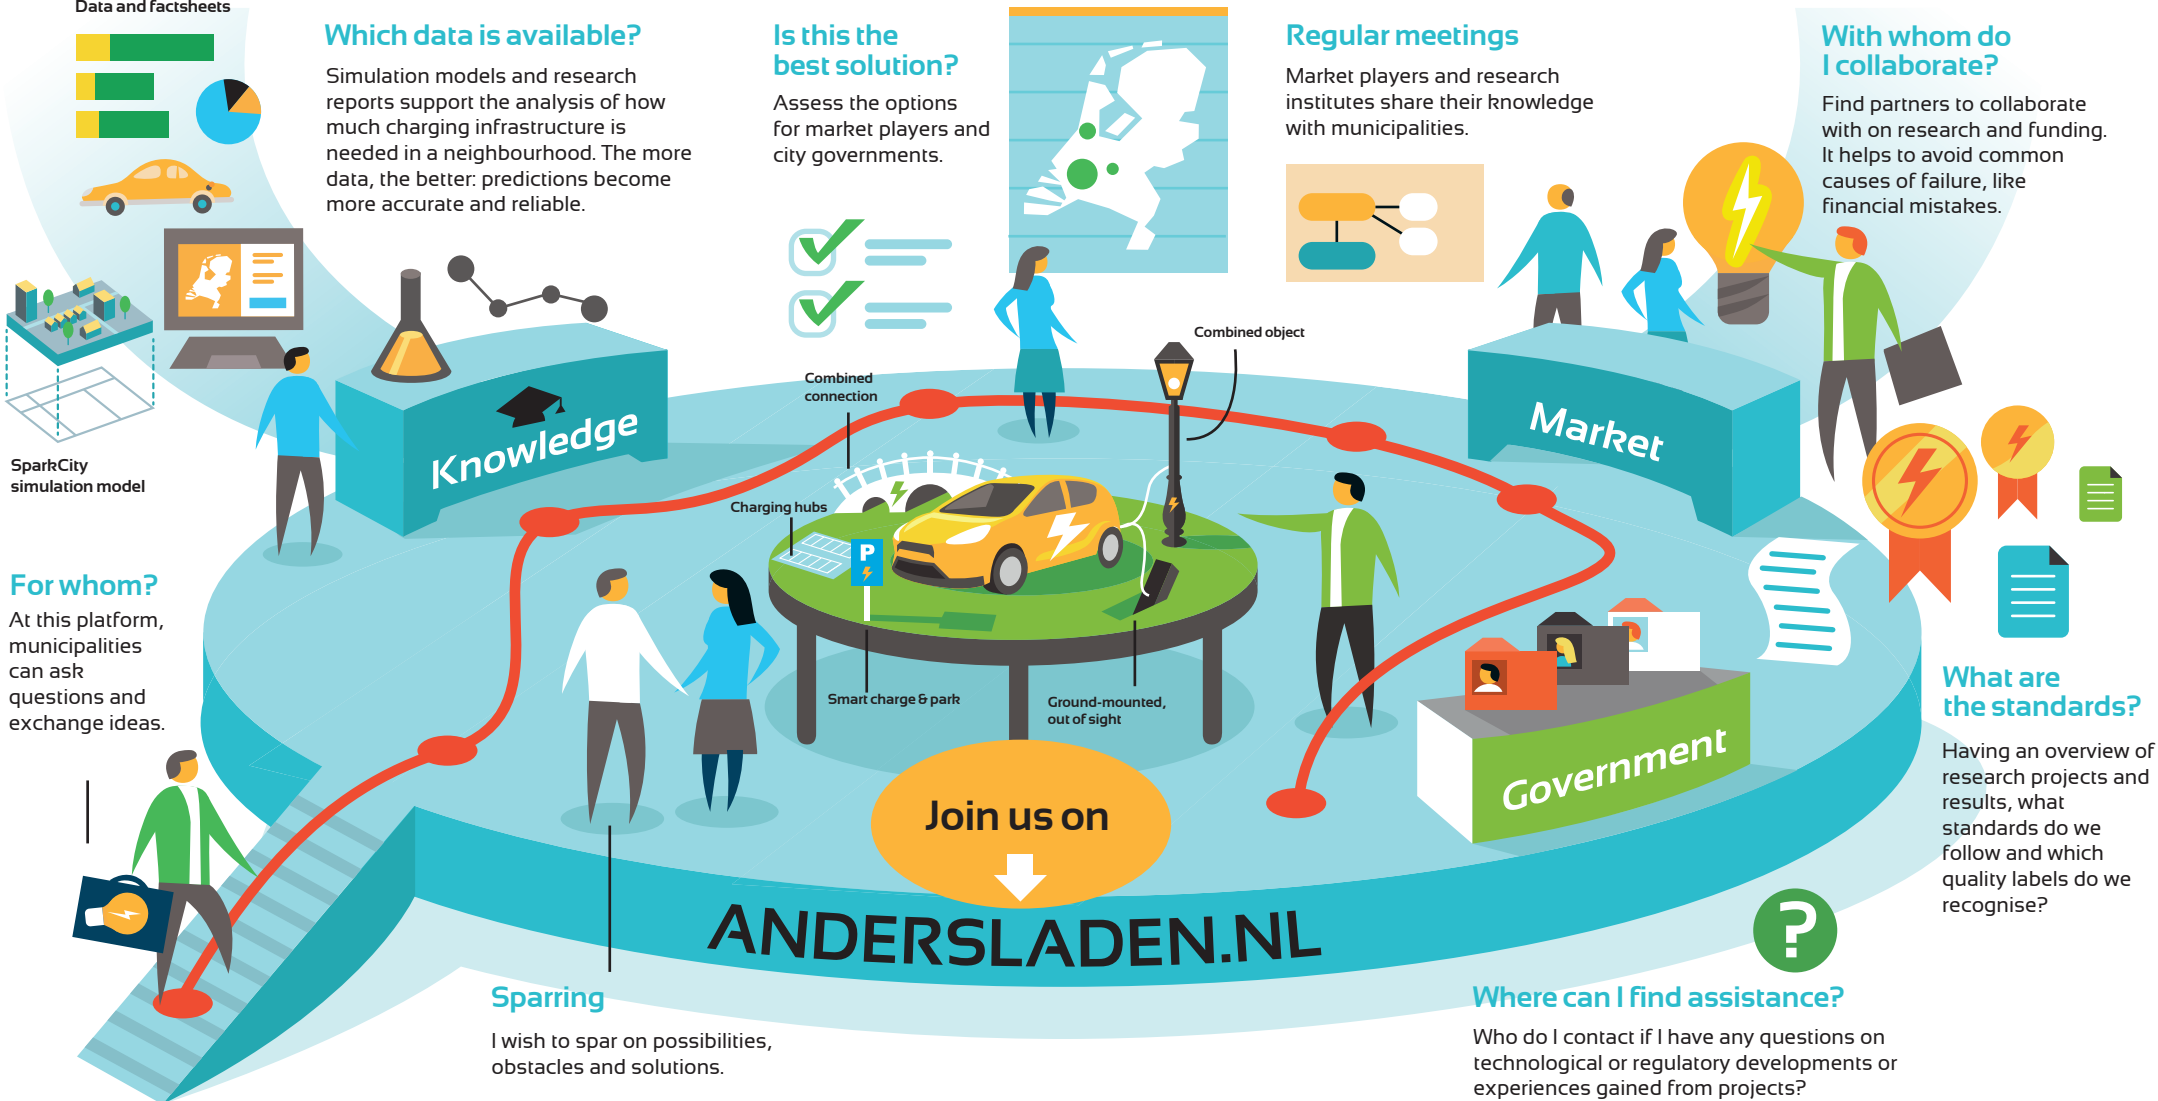 Data and factsheets
Which data is available?
Simulation models and research
reports support the analysis of how
much charging infrastructure is
needed in a neighbourhood. The more
data, the better: predictions become
more accurate and reliable.
Is this the
best solution?
Assess the options
for market players and
city governments.
Regular meetings
Market players and research
institutes share their knowledge
with municipalities.
With whom do
I collaborate?
Find partners to collaborate
with on research and funding.
It helps to avoid common
causes of failure, like
financial mistakes.
SparkCity
simulation model
Knowledge
Combined
connection
Combined object
Charging hubs
P
Smart charge & park
Ground-mounted,
out of sight
Market
Government
For whom?
At this platform,
municipalities
can ask
questions and
exchange ideas.
What are
the standards?
Having an overview of
research projects and
results, what
standards do we
follow and which
quality labels do we
recognise?
Join us on
ANDERSLADEN.NL
Sparring
I wish to spar on possibilities,
obstacles and solutions.
?
Where can I find assistance?
Who do I contact if I have any questions on
technological or regulatory developments or
experiences gained from projects?